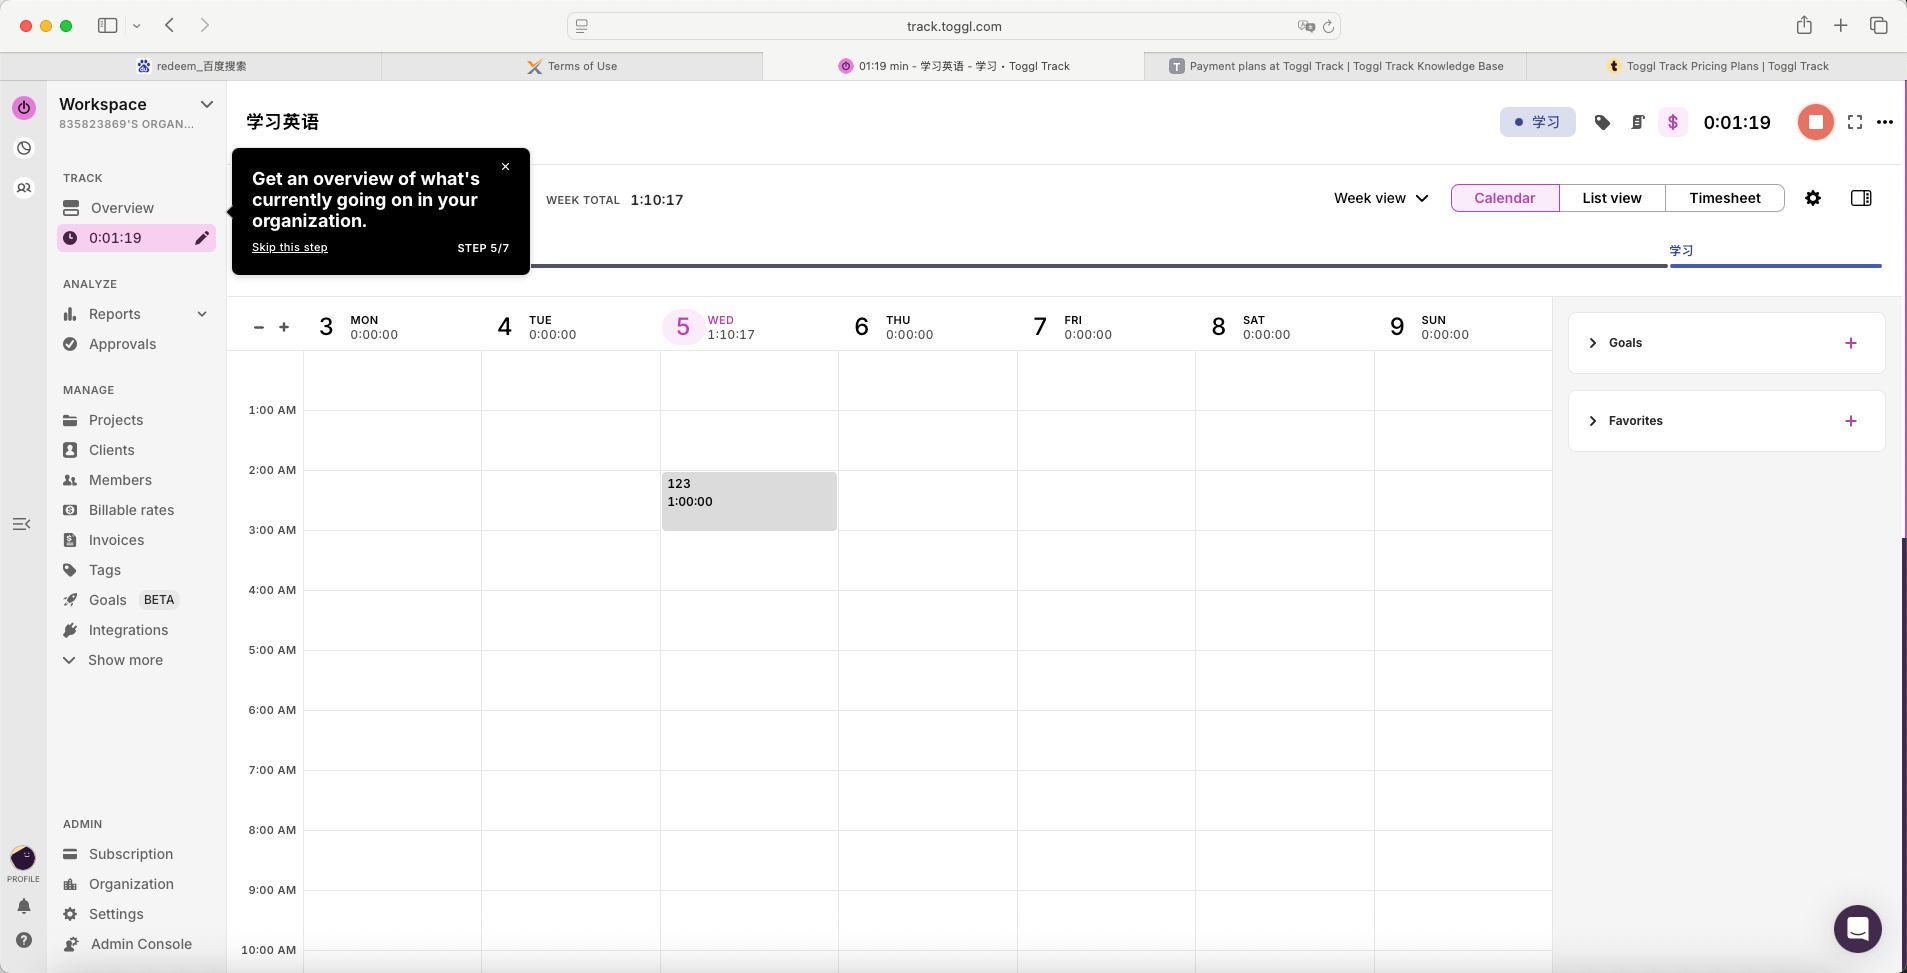 track.toggl.com
redeem_百度搜索
Terms of Use
01:19 min - 学习英语 - 学习 • Toggl Track
Payment plans at Toggl Track | Toggl Track Knowledge Base
Toggl Track Pricing Plans | Toggl Track
Workspace
835823869'S ORGAN...
学习英语
学习
$
0:01:19
Get an overview of what's
currently going on in your
organization.
Skip this step
STEP 5/7
WEEK TOTAL 1:10:17
Week view
Calendar
List view
Timesheet
学习
TRACK
Overview
0:01:19
ANALYZE
Reports
Approvals
MANAGE
Projects
Clients
Members
Billable rates
Invoices
Tags
Goals BETA
Integrations
Show more
ADMIN
Subscription
Organization
Settings
Admin Console
PROFILE
3 MON
0:00:00
4 TUE
0:00:00
5 WED
1:10:17
6 THU
0:00:00
7 FRI
0:00:00
8 SAT
0:00:00
9 SUN
0:00:00
1:00 AM
2:00 AM
3:00 AM
4:00 AM
5:00 AM
6:00 AM
7:00 AM
8:00 AM
9:00 AM
10:00 AM
123
1:00:00
Goals
Favorites